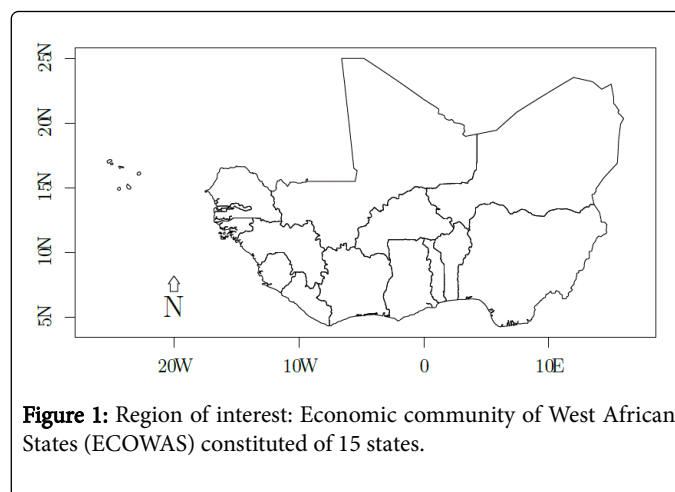 25N
20N
15N
10N
5N
N
20W
10W
0
10E
Figure 1: Region of interest: Economic community of West African
States (ECOWAS) constituted of 15 states.